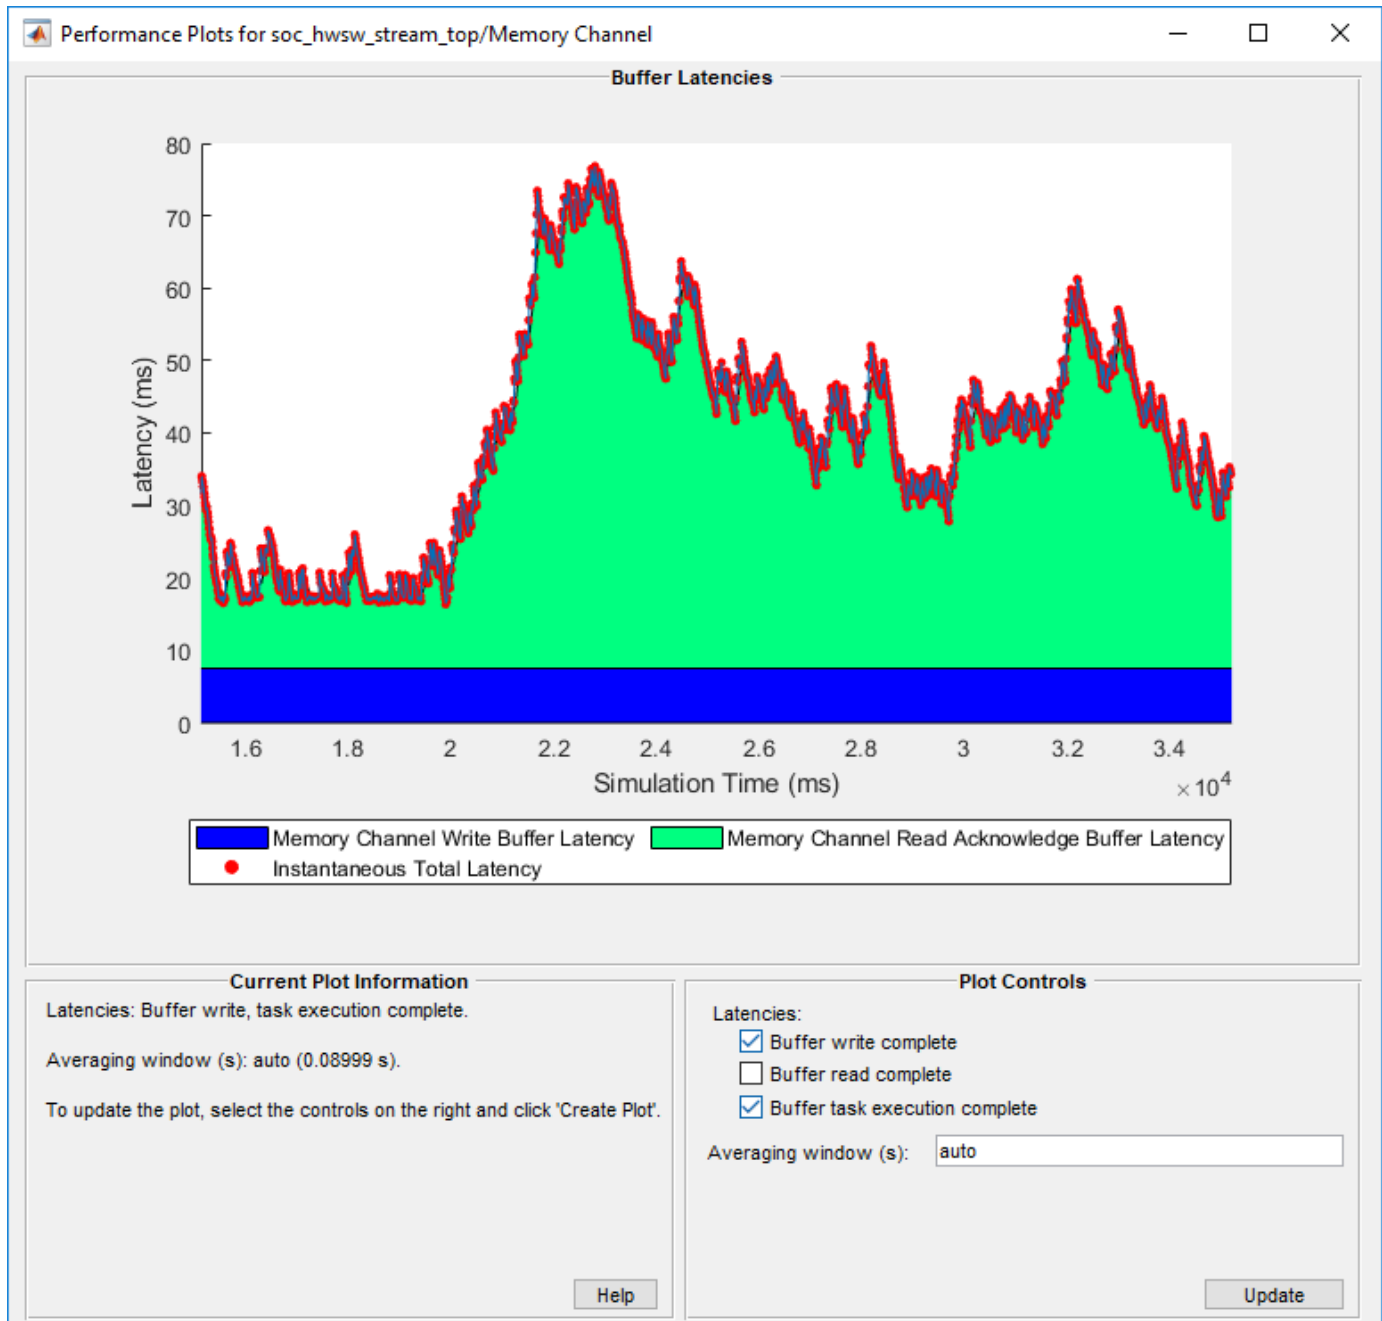 Performance Plots for soc_hwsw_stream_top/Memory Channel
Buffer Latencies
80
70
60
50
40
30
20
10
0
Latency (ms)
1.6 1.8 2 2.2 2.4 2.6 2.8 3 3.2 3.4
Simulation Time (ms)
×10^4
Memory Channel Write Buffer Latency Memory Channel Read Acknowledge Buffer Latency
Instantaneous Total Latency
Current Plot Information
Latencies: Buffer write, task execution complete.
Averaging window (s): auto (0.08999 s).
To update the plot, select the controls on the right and click 'Create Plot'.
Help
Plot Controls
Latencies:
Buffer write complete
Buffer read complete
Buffer task execution complete
Averaging window (s): auto
Update